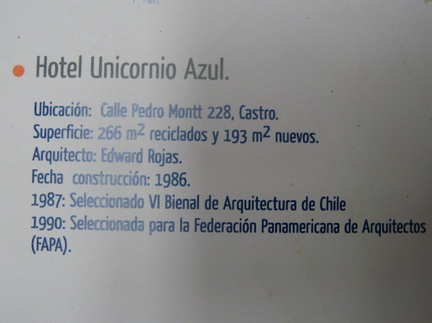 Hotel Unicornio Azul.
Ubicación: Calle Pedro Montt 228, Castro.
Superficie: 266 m² reciclados y 193 m² nuevos.
Arquitecto: Edward Rojas.
Fecha construcción: 1986.
1987: Seleccionado VI Bienal de Arquitectura de Chile
1990: Seleccionada para la Federación Panamericana de Arquitectos
(FAPA).